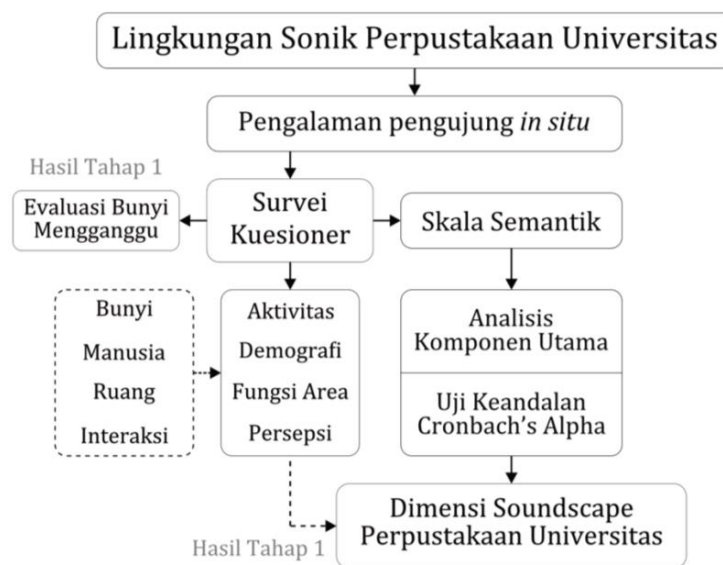 Lingkungan Sonik Perpustakaan Universitas
Pengalaman pengujung in situ
Hasil Tahap 1
Evaluasi Bunyi
Mengganggu
Survei
Kuesioner
Skala Semantik
Bunyi
Manusia
Ruang
Interaksi
Aktivitas
Demografi
Fungsi Area
Persepsi
Analisis
Komponen Utama
Uji Keandalan
Cronbach's Alpha
Hasil Tahap 1
Dimensi Soundscape
Perpustakaan Universitas